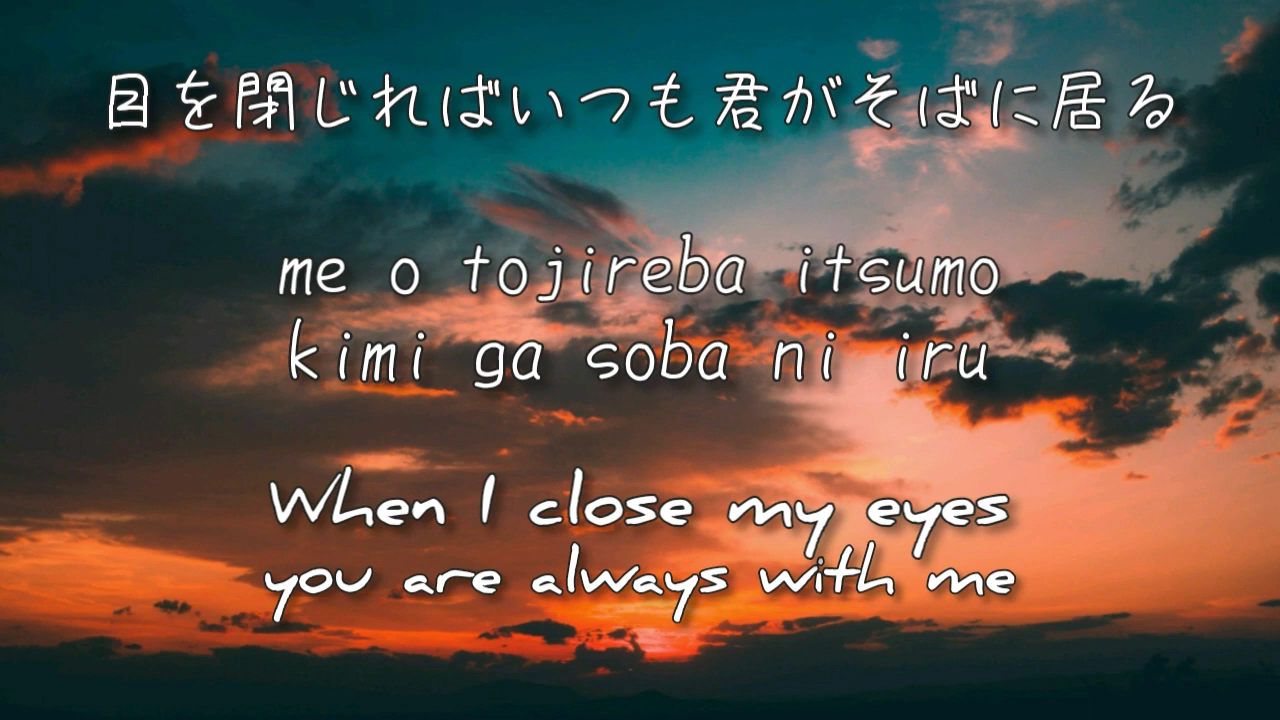 目を閉じればいつも君がそばに居る
me o tojireba itsumo
kimi ga soba ni iru
When I close my eyes
you are always with me